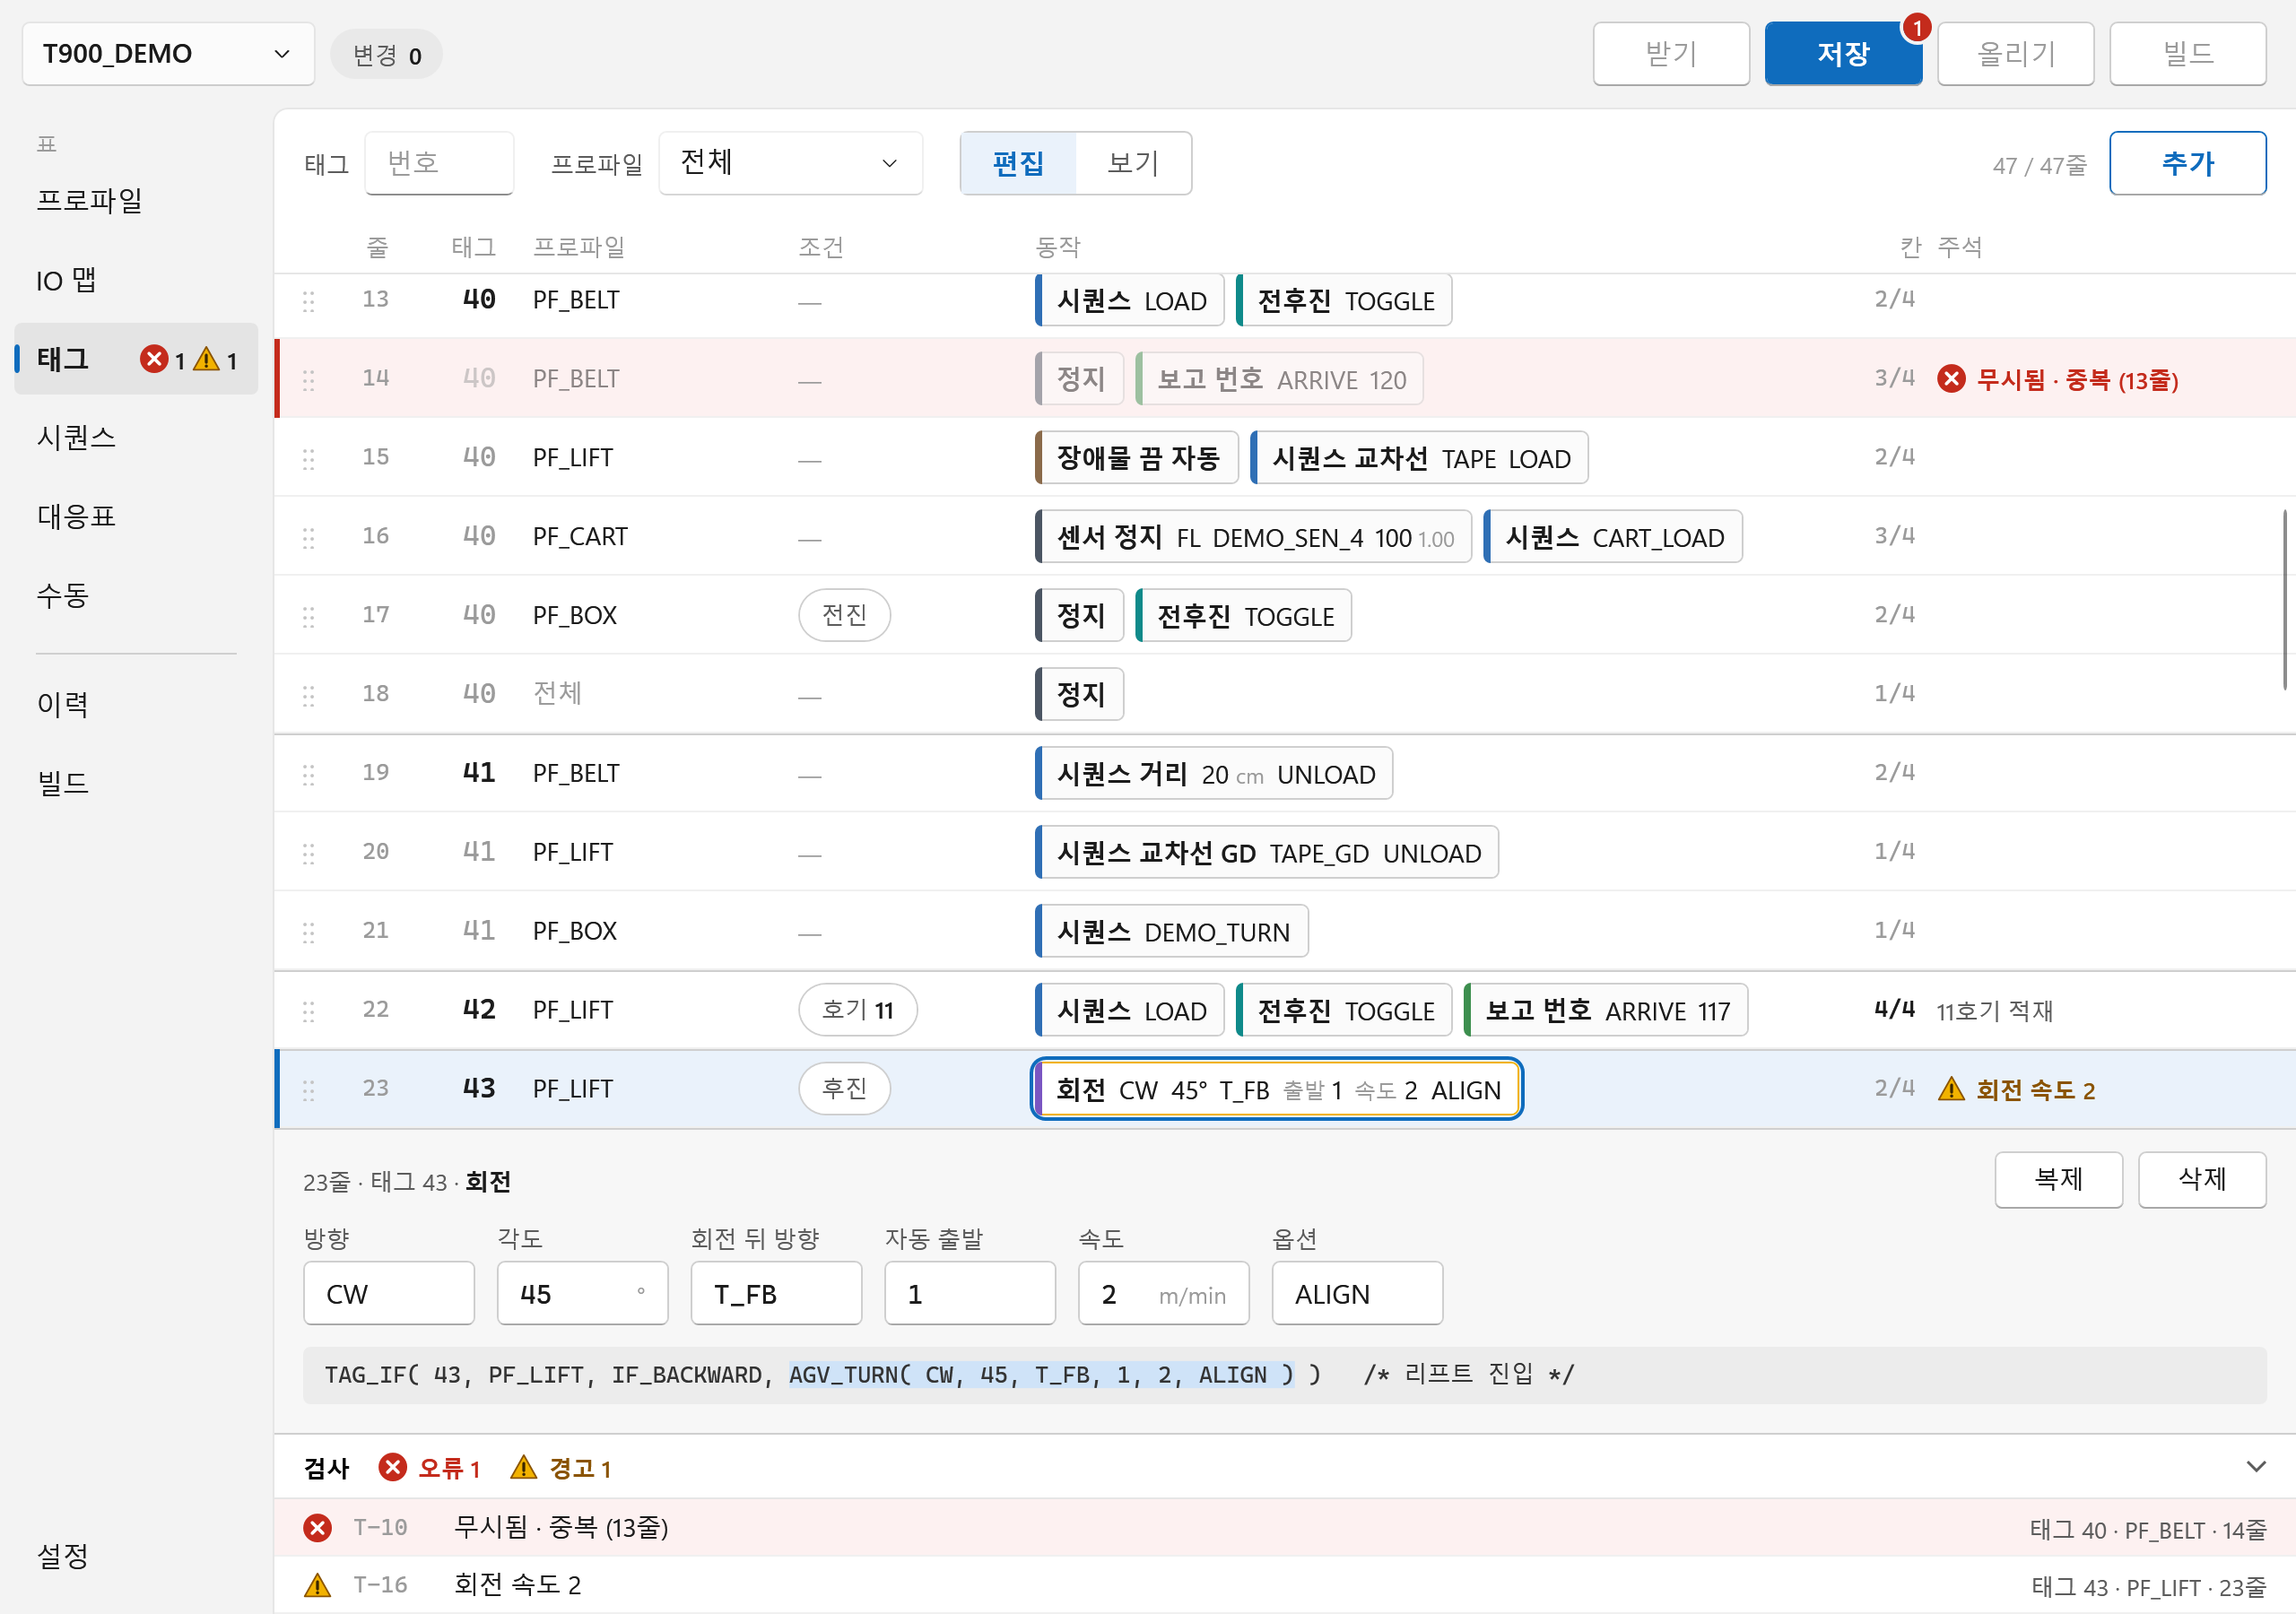 T900_DEMO 변경 0 받기 저장 1 올리기 빌드
표
프로파일
IO 맵
태그 1 1
시퀀스
대응표
수동
이력
빌드
설정
태그 번호 프로파일 전체 편집 보기 47 / 47줄 추가
줄 태그 프로파일 조건 동작 칸 주석
13 40 PF_BELT — 시퀀스 LOAD 전후진 TOGGLE 2/4
14 40 PF_BELT — 정지 보고 번호 ARRIVE 120 3/4 무시됨 · 중복 (13줄)
15 40 PF_LIFT — 장애물 끔 자동 시퀀스 교차선 TAPE LOAD 2/4
16 40 PF_CART — 센서 정지 FL DEMO_SEN_4 100 1.00 시퀀스 CART_LOAD 3/4
17 40 PF_BOX 전진 정지 전후진 TOGGLE 2/4
18 40 전체 — 정지 1/4
19 41 PF_BELT — 시퀀스 거리 20 cm UNLOAD 2/4
20 41 PF_LIFT — 시퀀스 교차선 GD TAPE_GD UNLOAD 1/4
21 41 PF_BOX — 시퀀스 DEMO_TURN 1/4
22 42 PF_LIFT 호기 11 시퀀스 LOAD 전후진 TOGGLE 보고 번호 ARRIVE 117 4/4 11호기 적재
23 43 PF_LIFT 후진 회전 CW 45° T_FB 출발 1 속도 2 ALIGN 2/4 회전 속도 2
23줄 · 태그 43 · 회전 복제 삭제
방향 각도 회전 뒤 방향 자동 출발 속도 옵션
CW 45 ° T_FB 1 2 m/min ALIGN
TAG_IF( 43, PF_LIFT, IF_BACKWARD, AGV_TURN( CW, 45, T_FB, 1, 2, ALIGN ) ) /* 리프트 진입 */
검사 오류 1 경고 1
T-10 무시됨 · 중복 (13줄) 태그 40 · PF_BELT · 14줄
T-16 회전 속도 2 태그 43 · PF_LIFT · 23줄